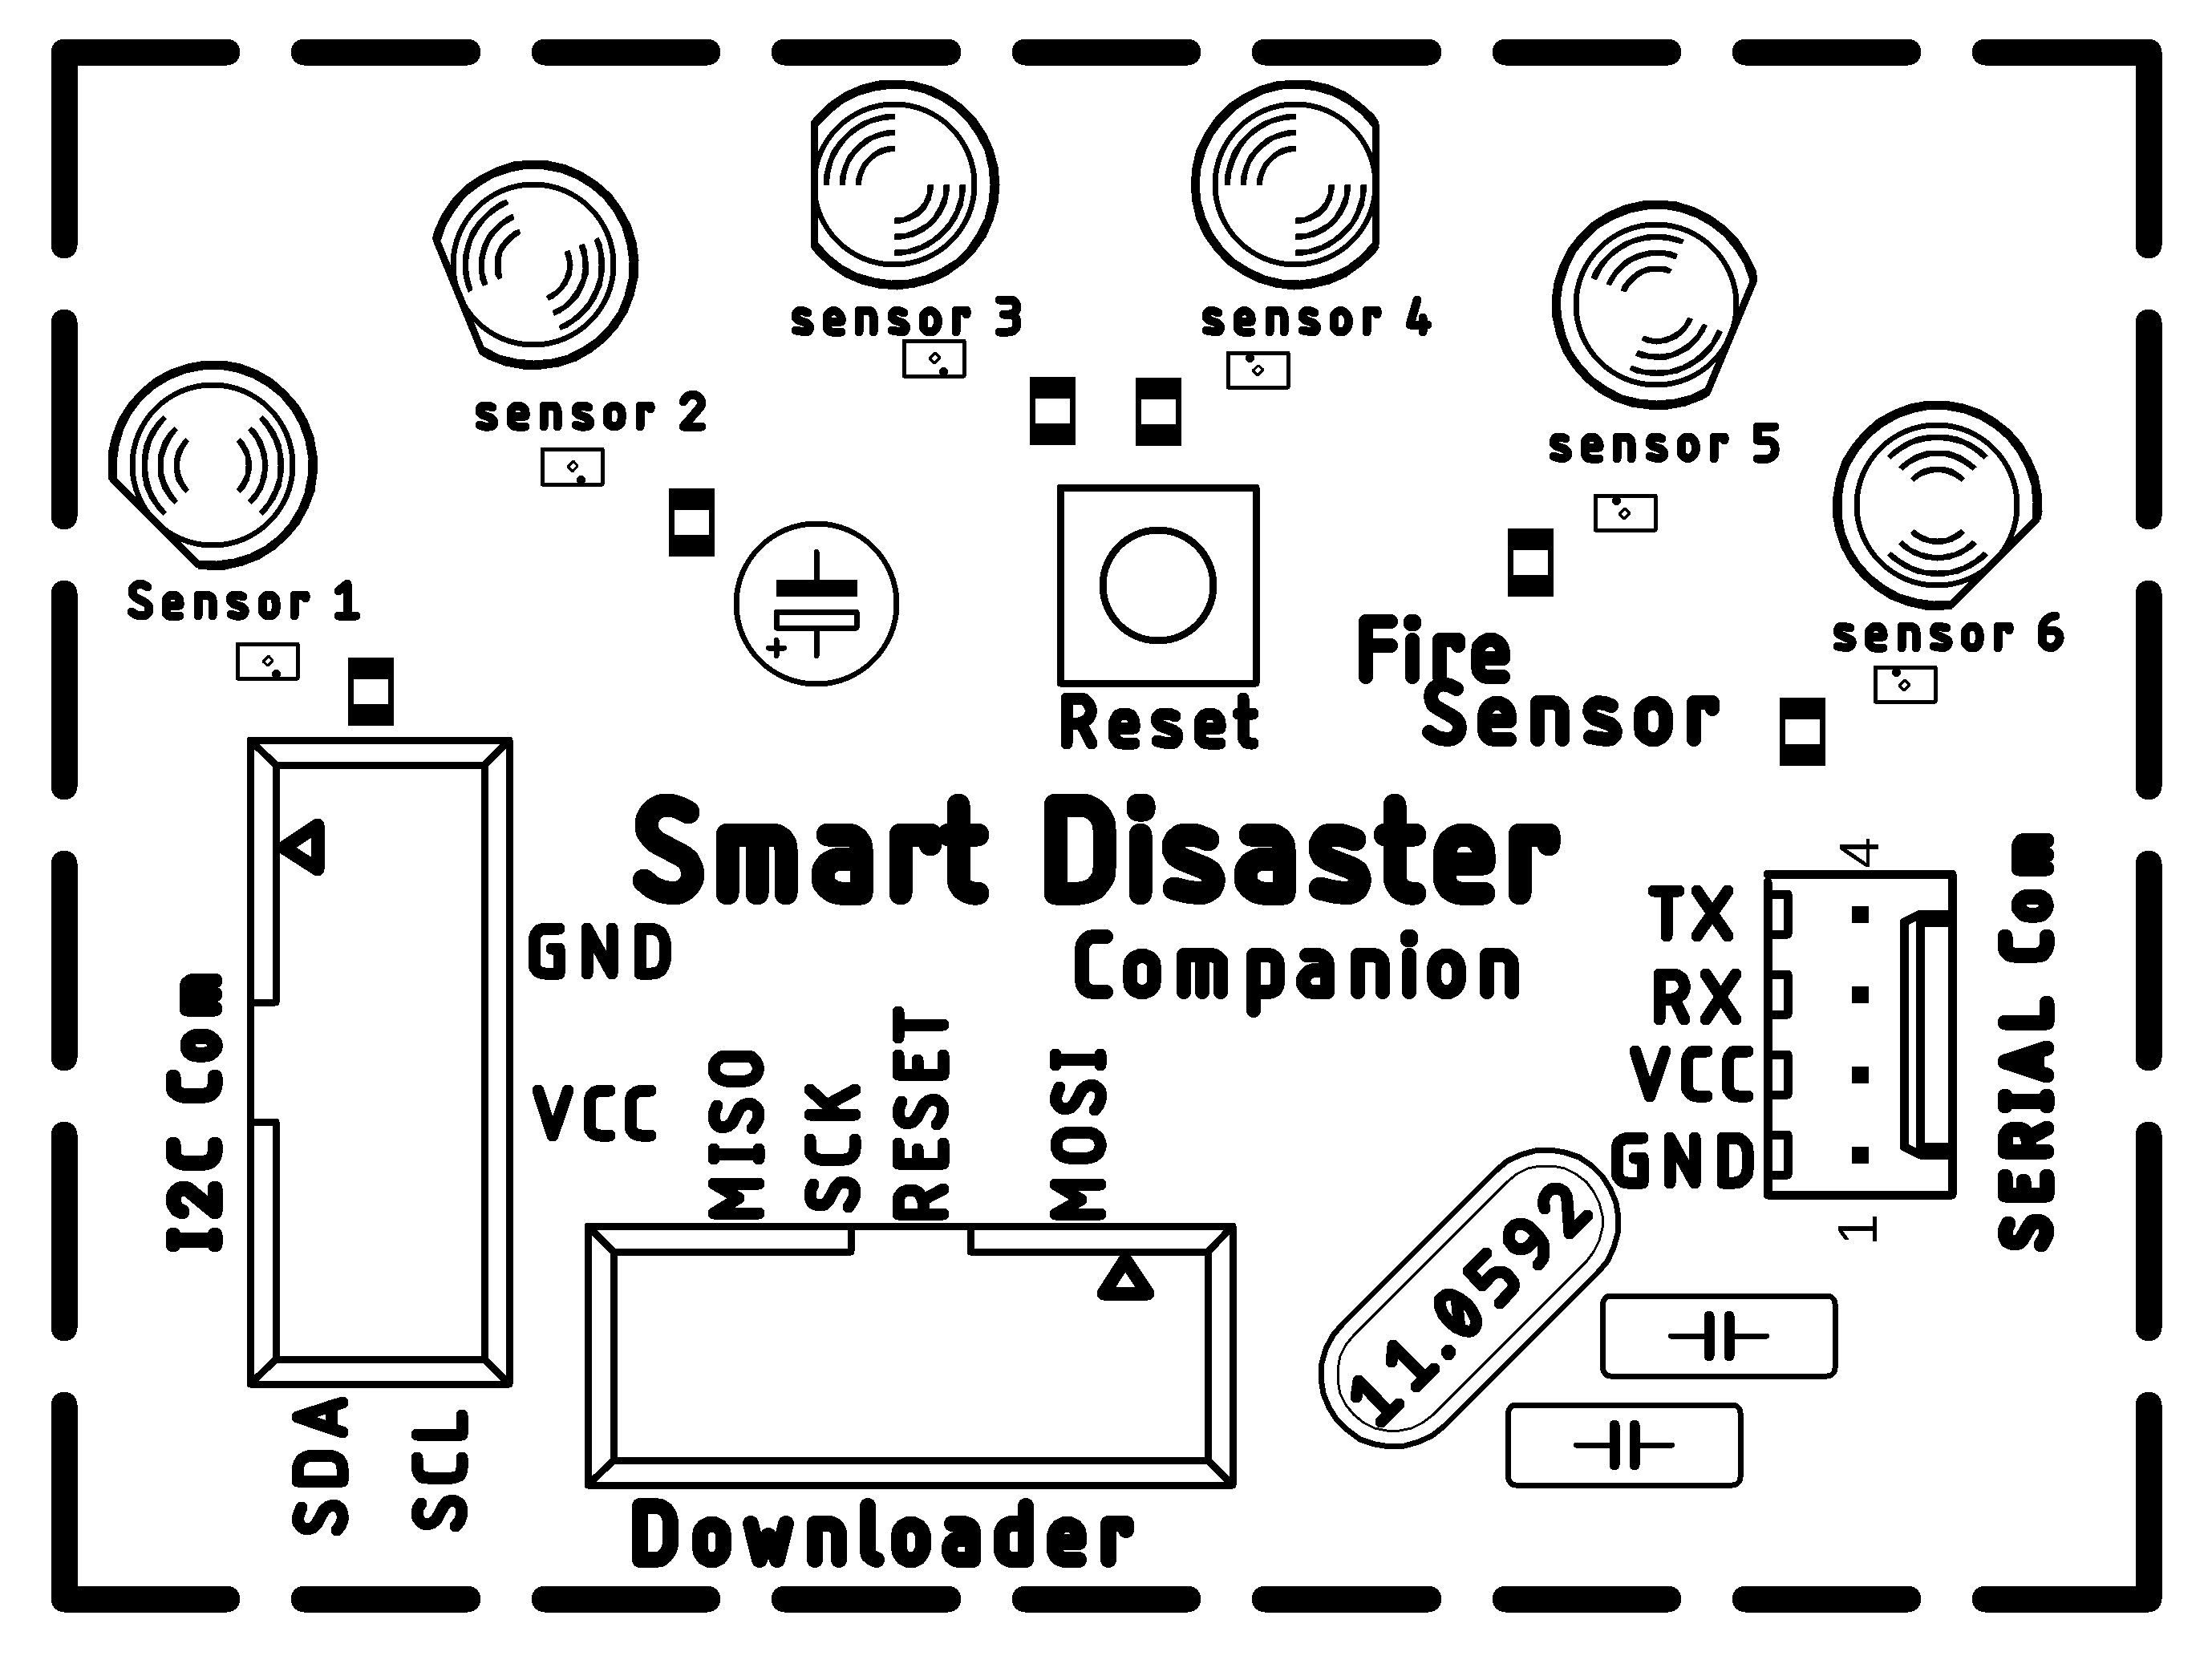 sensor 3
sensor 4
sensor 2
sensor 5
Sensor 1
sensor 6
Fire
Sensor
Reset
Smart Disaster
Companion
GND
VCC
I2C Com
SDA
SCL
MISO
SCK
RESET
MOSI
Downloader
4
TX
RX
VCC
GND
1
SERIAL Com
11.0592
+